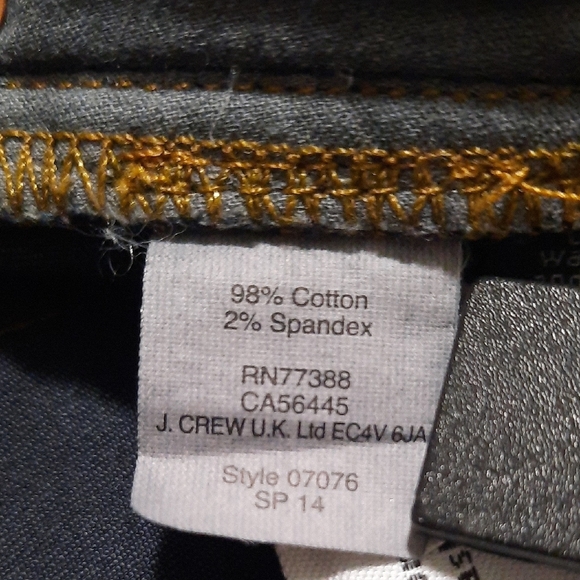 98% Cotton
2% Spandex
RN77388
CA56445
J. CREW U.K. Ltd EC4V 6JA
Style 07076
SP 14